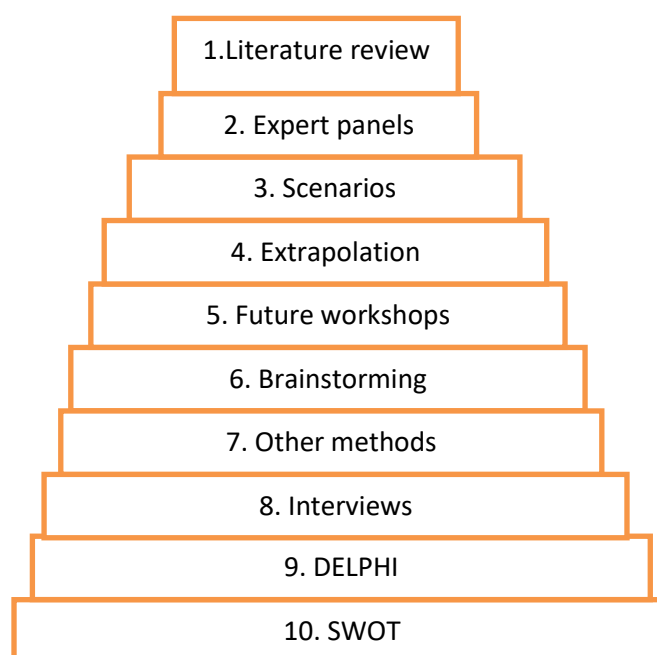 1.Literature review
2. Expert panels
3. Scenarios
4. Extrapolation
5. Future workshops
6. Brainstorming
7. Other methods
8. Interviews
9. DELPHI
10. SWOT